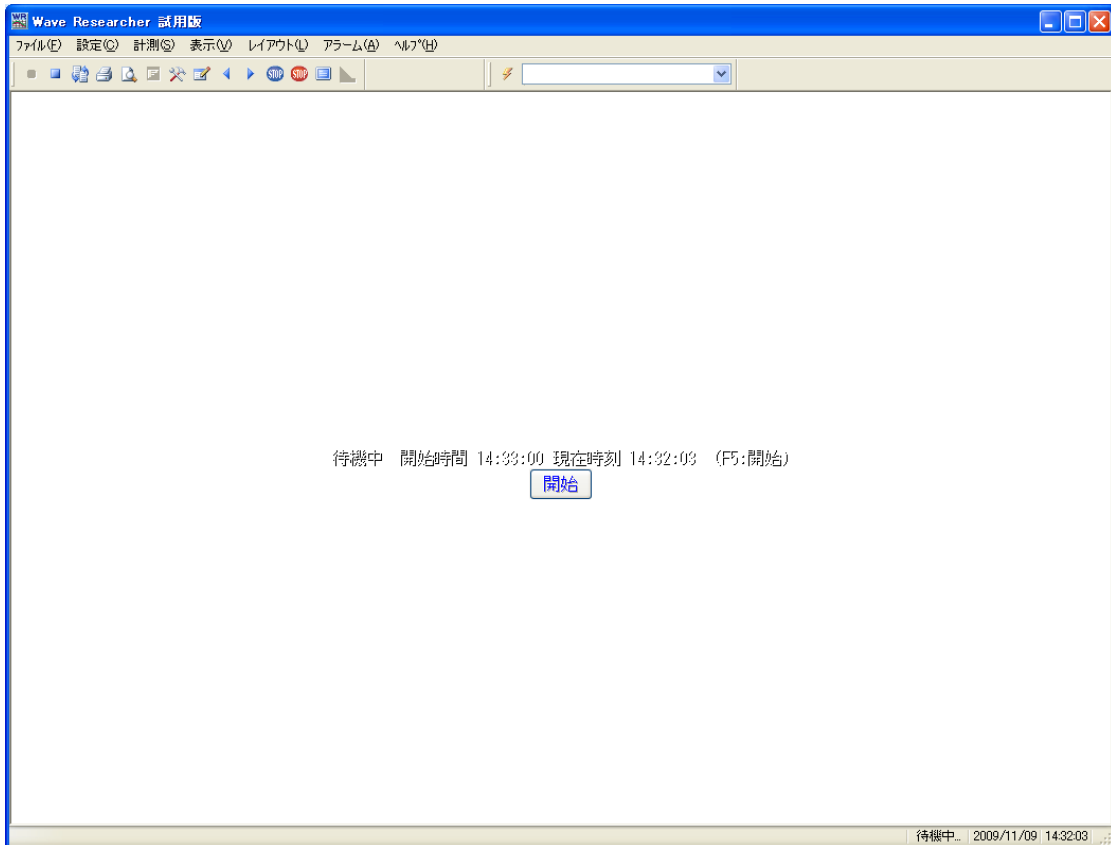 Wave Researcher 試用版
ファイル(F) 設定(C) 計測(S) 表示(V) レイアウト(L) アラーム(A) ヘルプ(H)
STOP STOP
待機中 開始時間 14:33:00 現在時刻 14:32:03 (F5:開始)
開始
待機中... 2009/11/09 14:32:03